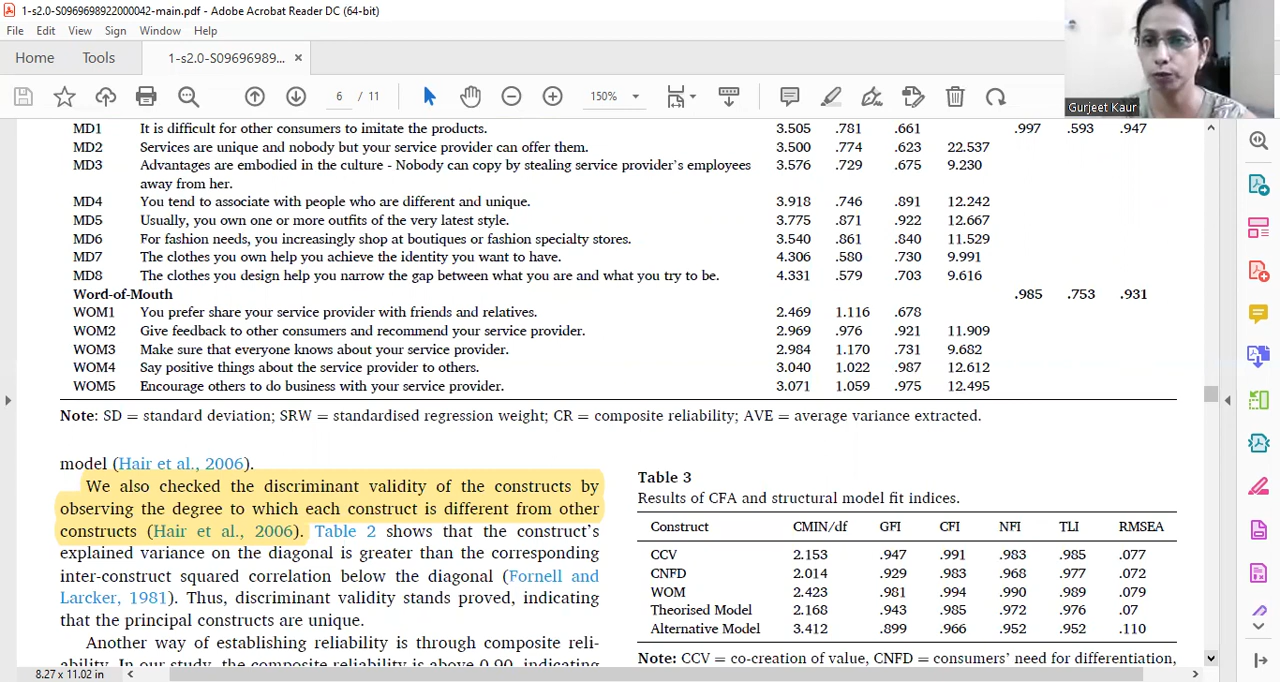 1-s2.0-S0969698922000042-main.pdf - Adobe Acrobat Reader DC (64-bit)
File Edit View Sign Window Help
Home Tools 1-s2.0-S09696989... ×
6 / 11 150%
Gurjeet Kaur
MD1 It is difficult for other consumers to imitate the products. 3.505 .781 .661 .997 .593 .947
MD2 Services are unique and nobody but your service provider can offer them. 3.500 .774 .623 22.537
MD3 Advantages are embodied in the culture - Nobody can copy by stealing service provider's employees 3.576 .729 .675 9.230
away from her.
MD4 You tend to associate with people who are different and unique. 3.918 .746 .891 12.242
MD5 Usually, you own one or more outfits of the very latest style. 3.775 .871 .922 12.667
MD6 For fashion needs, you increasingly shop at boutiques or fashion specialty stores. 3.540 .861 .840 11.529
MD7 The clothes you own help you achieve the identity you want to have. 4.306 .580 .730 9.991
MD8 The clothes you design help you narrow the gap between what you are and what you try to be. 4.331 .579 .703 9.616
Word-of-Mouth .985 .753 .931
WOM1 You prefer share your service provider with friends and relatives. 2.469 1.116 .678
WOM2 Give feedback to other consumers and recommend your service provider. 2.969 .976 .921 11.909
WOM3 Make sure that everyone knows about your service provider. 2.984 1.170 .731 9.682
WOM4 Say positive things about the service provider to others. 3.040 1.022 .987 12.612
WOM5 Encourage others to do business with your service provider. 3.071 1.059 .975 12.495
Note: SD = standard deviation; SRW = standardised regression weight; CR = composite reliability; AVE = average variance extracted.
model (Hair et al., 2006).
We also checked the discriminant validity of the constructs by
observing the degree to which each construct is different from other
constructs (Hair et al., 2006). Table 2 shows that the construct's
explained variance on the diagonal is greater than the corresponding
inter-construct squared correlation below the diagonal (Fornell and
Larcker, 1981). Thus, discriminant validity stands proved, indicating
that the principal constructs are unique.
Another way of establishing reliability is through composite reli-
ability. In our study, the composite reliability is above 0.90, indicating
Table 3
Results of CFA and structural model fit indices.
Construct CMIN/df GFI CFI NFI TLI RMSEA
CCV 2.153 .947 .991 .983 .985 .077
CNFD 2.014 .929 .983 .968 .977 .072
WOM 2.423 .981 .994 .990 .989 .079
Theorised Model 2.168 .943 .985 .972 .976 .07
Alternative Model 3.412 .899 .966 .952 .952 .110
Note: CCV = co-creation of value, CNFD = consumers' need for differentiation,
8.27 x 11.02 in